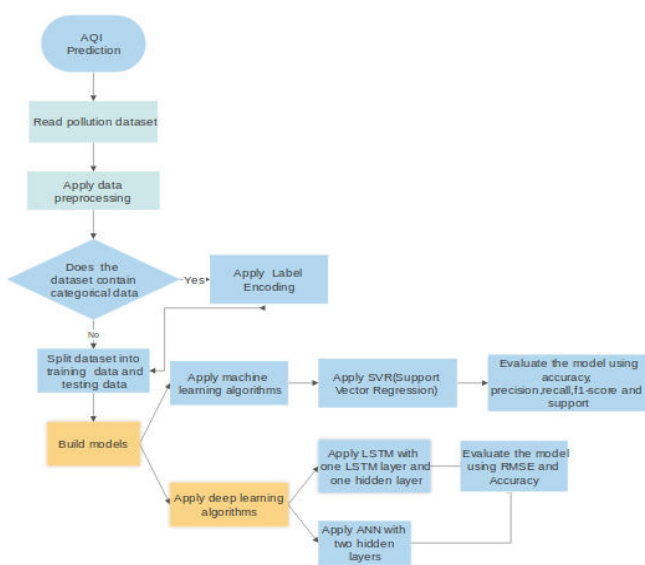 AQI
Prediction
Read pollution dataset
Apply data
preprocessing
Does the
dataset contain
categorical data
Yes
Apply Label
Encoding
No
Split dataset into
training data and
testing data
Apply machine
learning algorithms
Apply SVR(Support
Vector Regression)
Evaluate the model using
accuracy,
precision,recall,f1-score and
support
Build models
Apply LSTM with
one LSTM layer and
one hidden layer
Evaluate the model
using RMSE and
Accuracy
Apply deep learning
algorithms
Apply ANN with
two hidden
layers